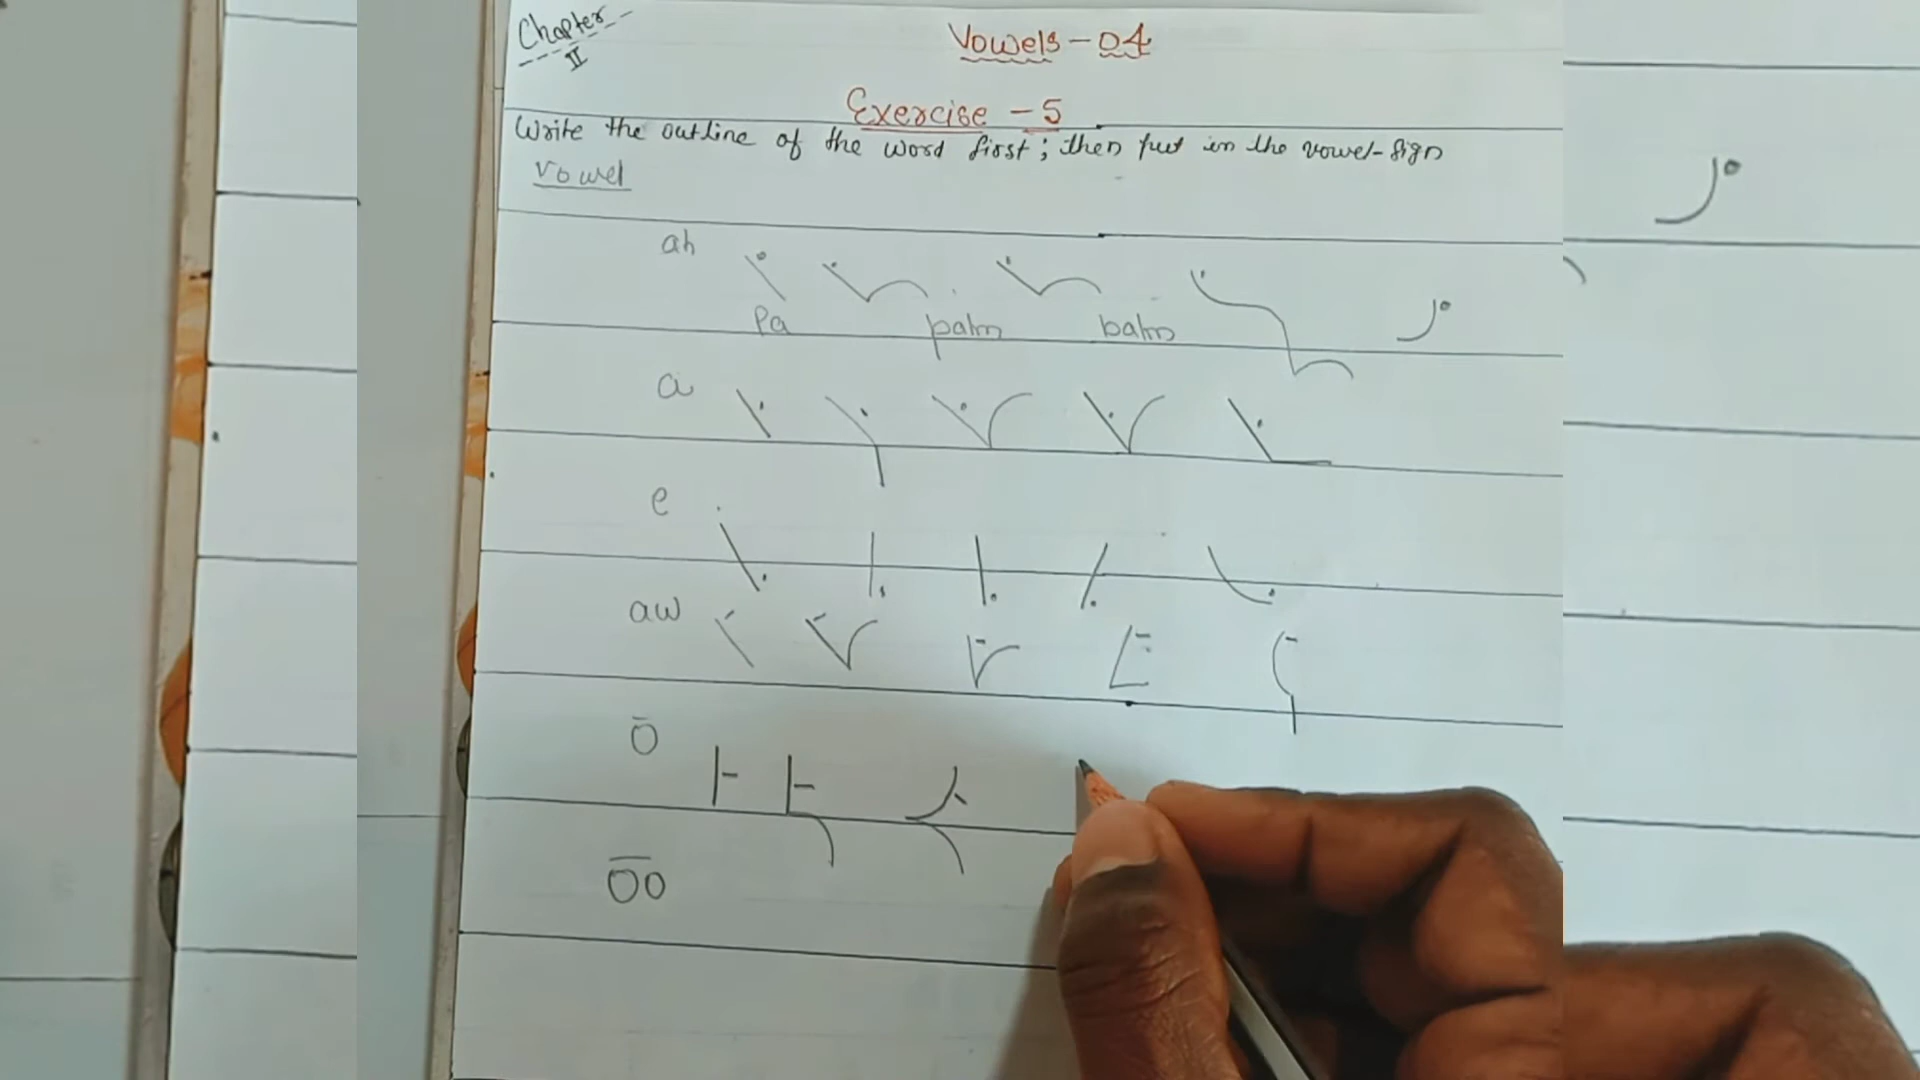 Chapter
II
Vowels - 04
Exercise - 5
Write the outline of the word first; then put in the vowel-sign
Vowel
ah
Pa palm balm
a
e
aw
ō
ōō